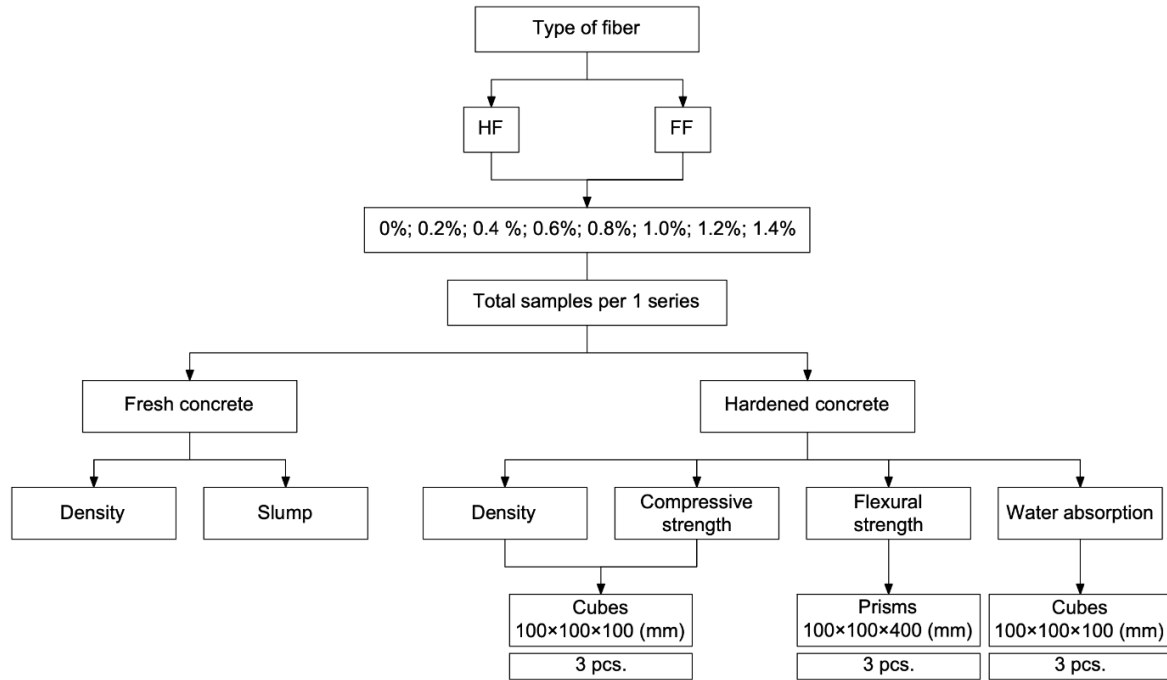 Type of fiber
HF
FF
0%; 0.2%; 0.4 %; 0.6%; 0.8%; 1.0%; 1.2%; 1.4%
Total samples per 1 series
Fresh concrete
Hardened concrete
Density
Slump
Density
Compressive
strength
Flexural
strength
Water absorption
Cubes
100×100×100 (mm)
3 pcs.
Prisms
100×100×400 (mm)
3 pcs.
Cubes
100×100×100 (mm)
3 pcs.